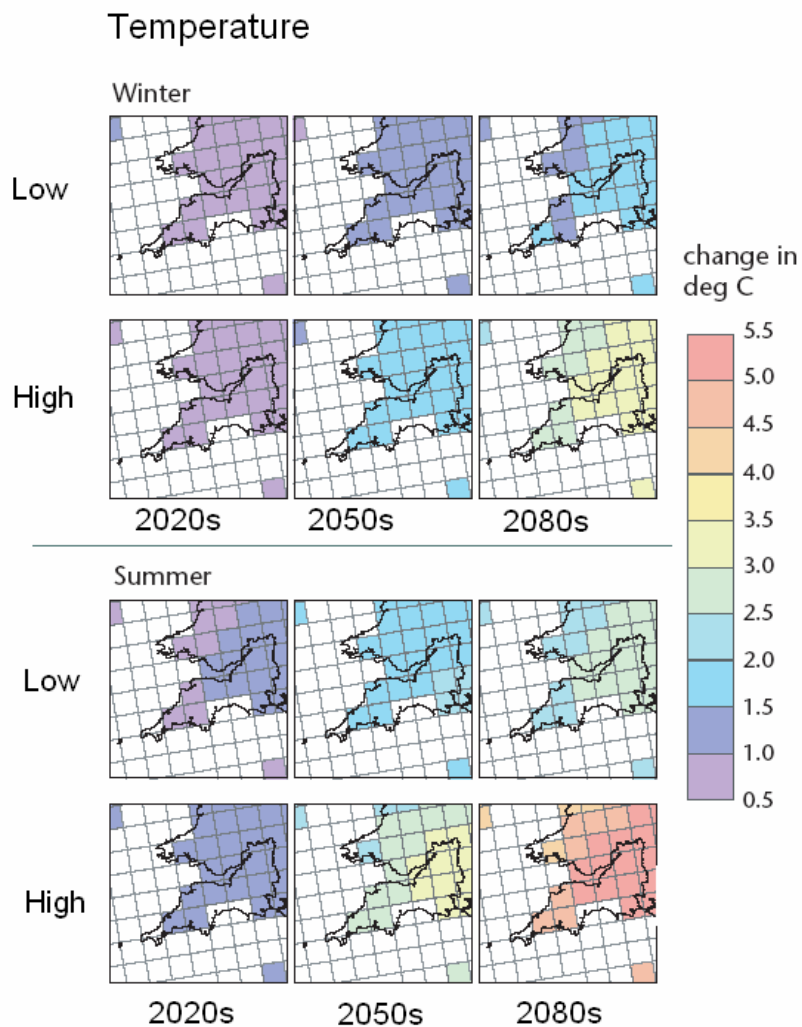 Temperature
Winter
Low
High
2020s 2050s 2080s
change in
deg C
5.5
5.0
4.5
4.0
3.5
3.0
2.5
2.0
1.5
1.0
0.5
Summer
Low
High
2020s 2050s 2080s